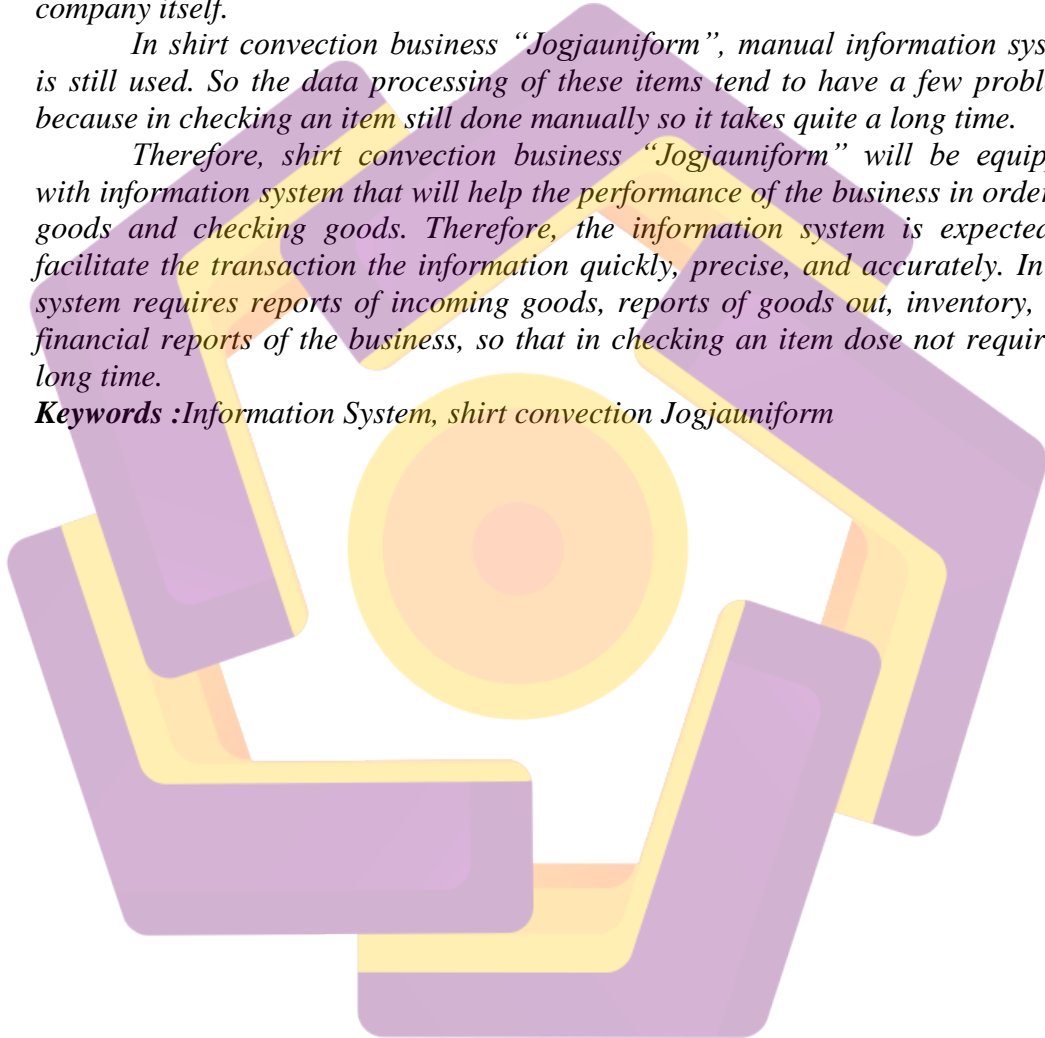 company itself.
In shirt convection business “Jogjauniform”, manual information
is still used. So the data processing of these items tend to have a few
because in checking an item still done manually so it takes quite a long time.
Therefore, shirt convection business “Jogjauniform” will be
with information system that will help the performance of the business in
goods and checking goods. Therefore, the information system is expected
facilitate the transaction the information quickly, precise, and accurately. In
system requires reports of incoming goods, reports of goods out, inventory,
financial reports of the business, so that in checking an item dose not
long time.
Keywords :Information System, shirt convection Jogjauniform